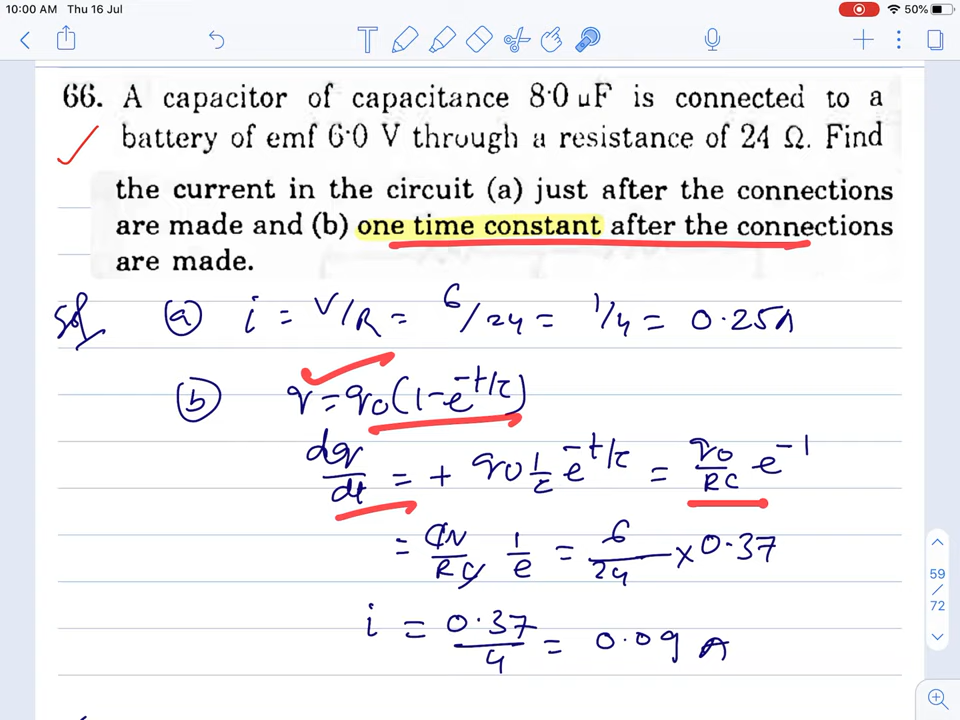 10:00 AM Thu 16 Jul 50%
66. A capacitor of capacitance 8·0 µF is connected to a
battery of emf 6·0 V through a resistance of 24 Ω. Find
the current in the circuit (a) just after the connections
are made and (b) one time constant after the connections
are made.
Sol. (a) i = V/R = 6/24 = 1/4 = 0.25A
(b) q = q0(1-e^-t/τ)
dq/dt = + q0 1/τ e^-t/τ = q0/RC e^-1
= CV/RC 1/e = 6/24 × 0.37
i = 0.37/4 = 0.09 A
59
/
72